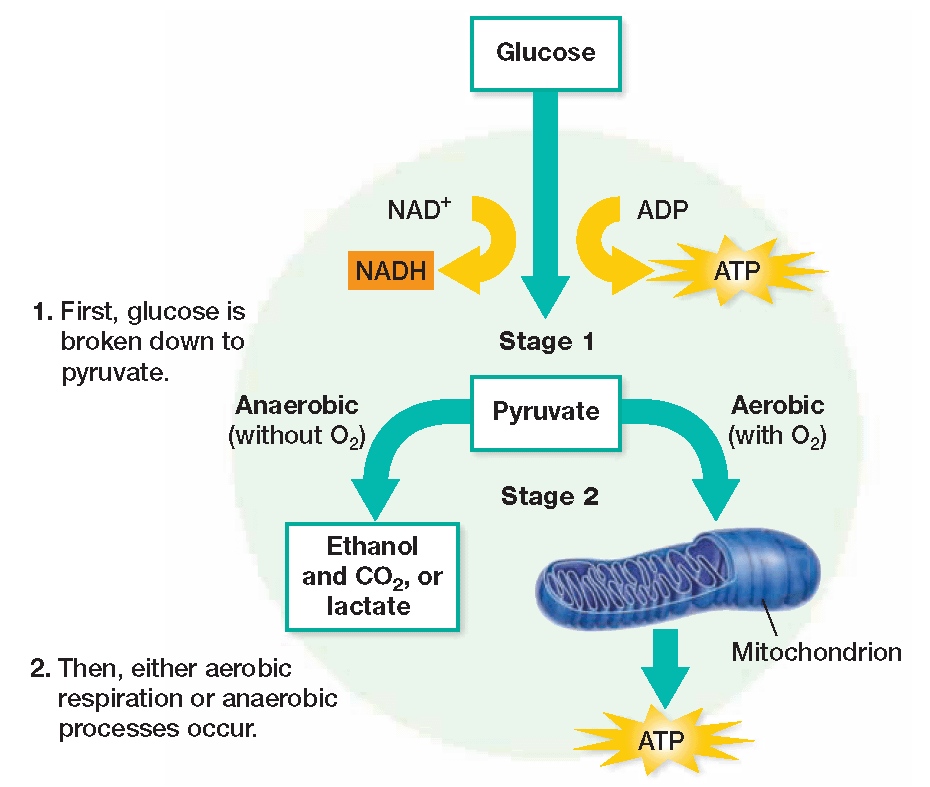 Glucose
NAD⁺
ADP
NADH
ATP
1. First, glucose is
broken down to
pyruvate.
Stage 1
Anaerobic
(without O₂)
Pyruvate
Aerobic
(with O₂)
Stage 2
Ethanol
and CO₂, or
lactate
Mitochondrion
2. Then, either aerobic
respiration or anaerobic
processes occur.
ATP